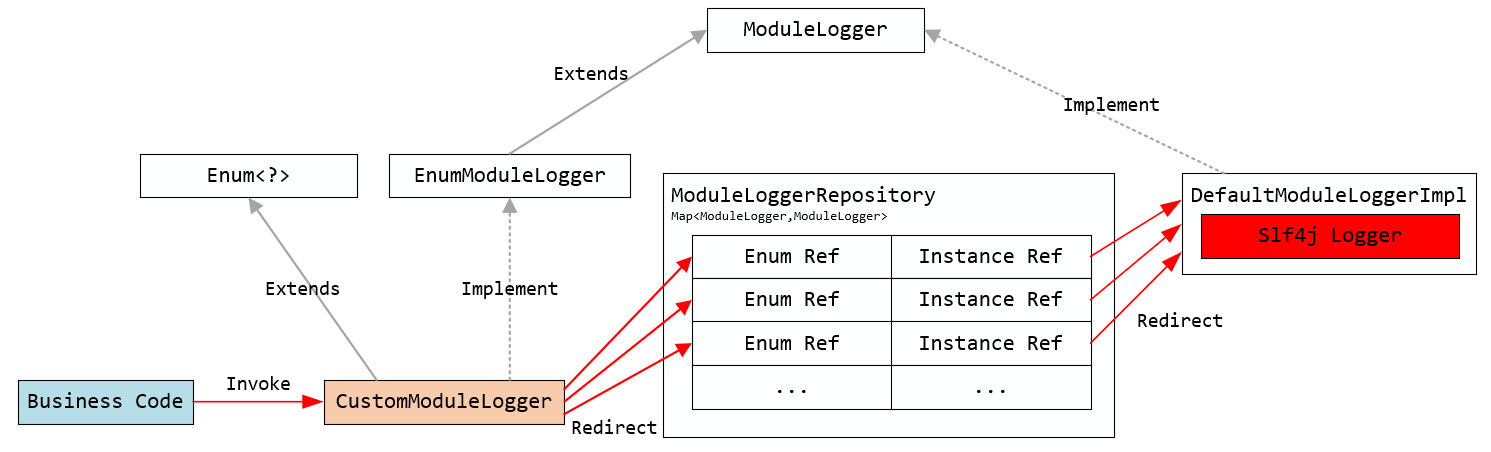 ModuleLogger
Extends
Implement
Enum<?>
EnumModuleLogger
ModuleLoggerRepository
Map<ModuleLogger,ModuleLogger>
DefaultModuleLoggerImpl
Slf4j Logger
Enum Ref
Instance Ref
Extends
Implement
Enum Ref
Instance Ref
Redirect
Enum Ref
Instance Ref
Invoke
...
...
Business Code
CustomModuleLogger
Redirect